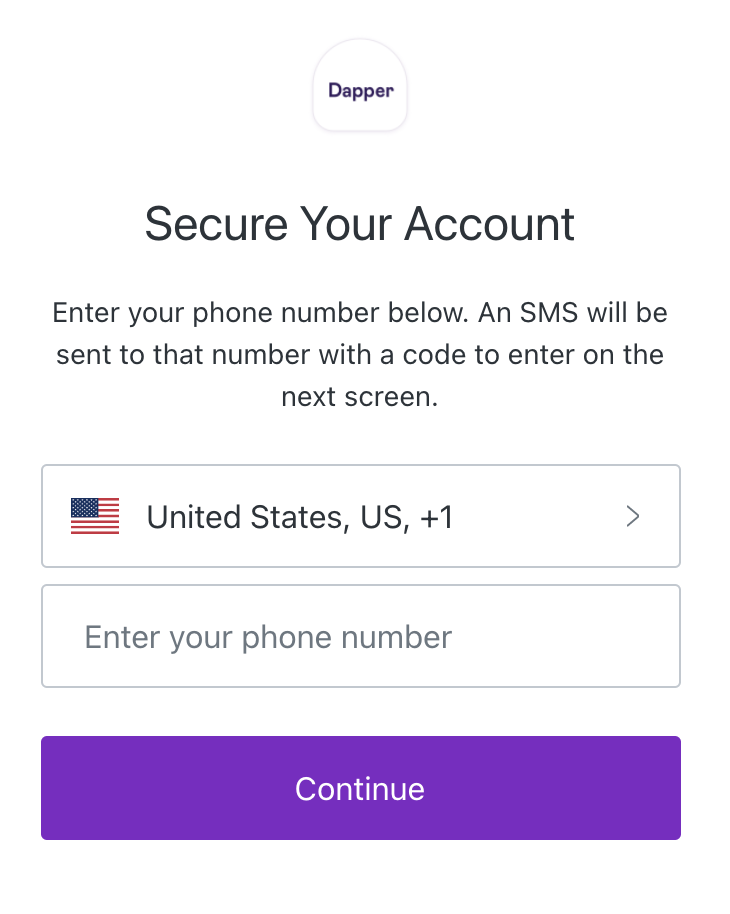 Dapper
Secure Your Account
Enter your phone number below. An SMS will be
sent to that number with a code to enter on the
next screen.
United States, US, +1
Enter your phone number
Continue